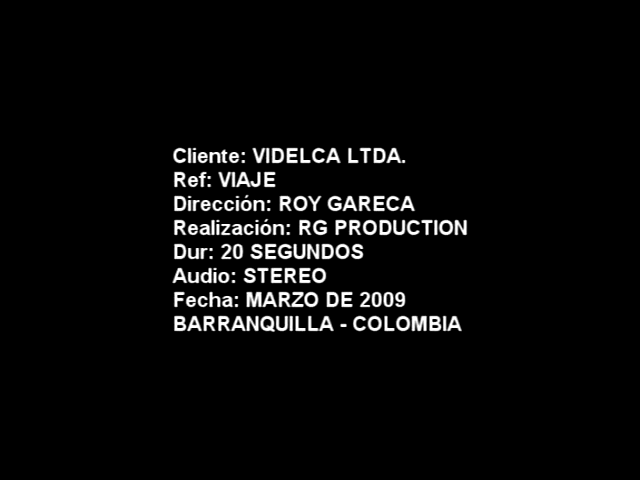 Cliente: VIDELCA LTDA.
Ref: VIAJE
Dirección: ROY GARECA
Realización: RG PRODUCTION
Dur: 20 SEGUNDOS
Audio: STEREO
Fecha: MARZO DE 2009
BARRANQUILLA - COLOMBIA